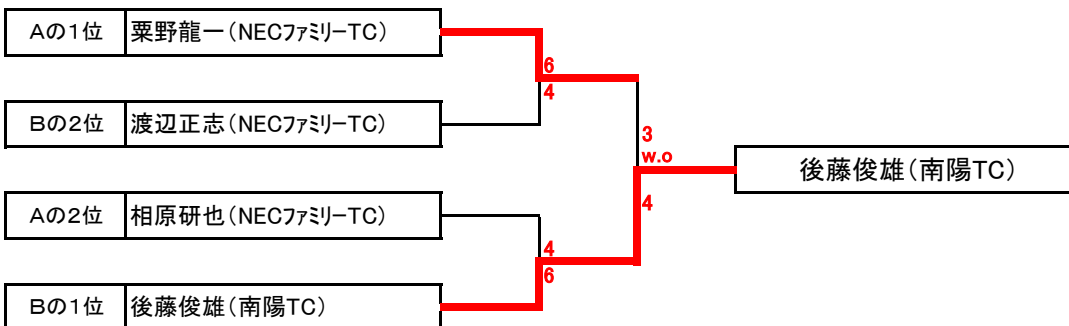 Aの1位 粟野龍一(NECファミリーTC)
6
4
Bの2位 渡辺正志(NECファミリーTC)
3
w.o
後藤俊雄(南陽TC)
4
Aの2位 相原研也(NECファミリーTC)
4
6
Bの1位 後藤俊雄(南陽TC)